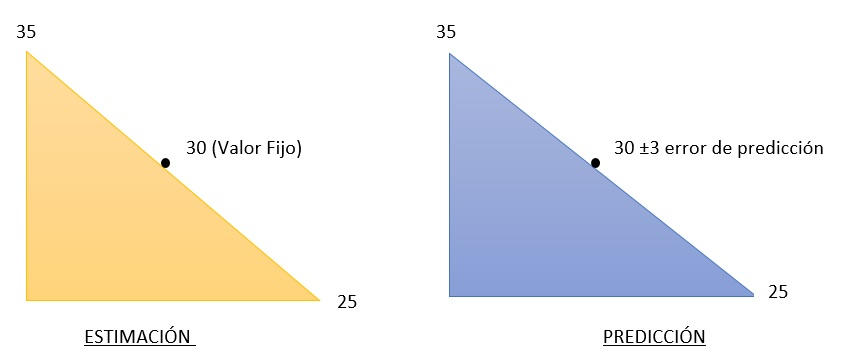 35
30 (Valor Fijo)
25
ESTIMACIÓN
35
30 ±3 error de predicción
25
PREDICCIÓN